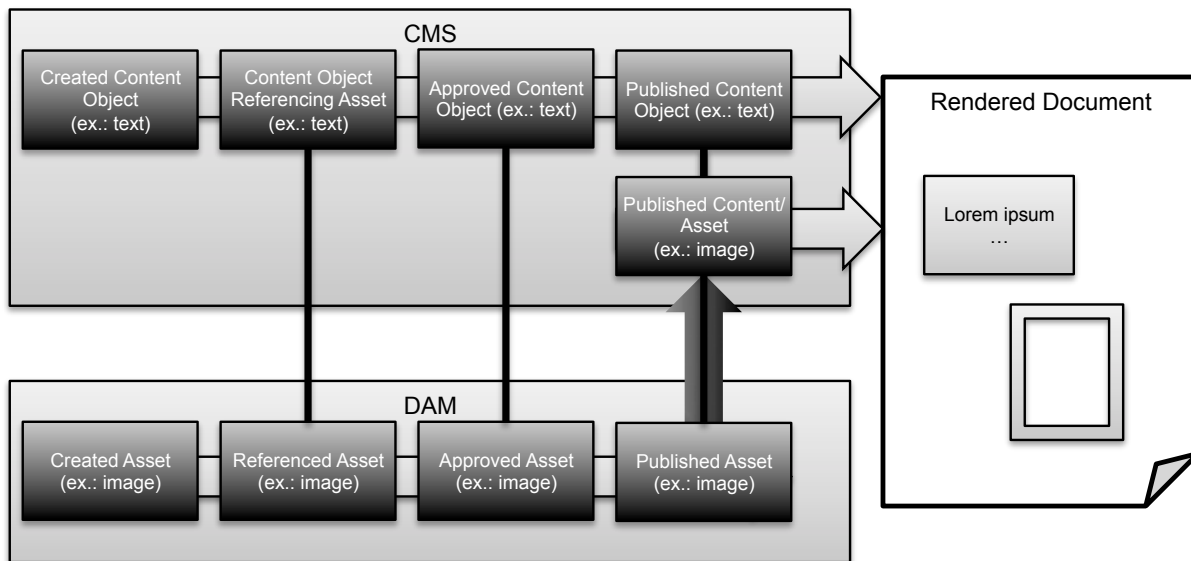 CMS
Created Content
Object
(ex.: text)
Content Object
Referencing Asset
(ex.: text)
Approved Content
Object (ex.: text)
Published Content
Object (ex.: text)
Published Content/
Asset
(ex.: image)
DAM
Created Asset
(ex.: image)
Referenced Asset
(ex.: image)
Approved Asset
(ex.: image)
Published Asset
(ex.: image)
Rendered Document
Lorem ipsum
…